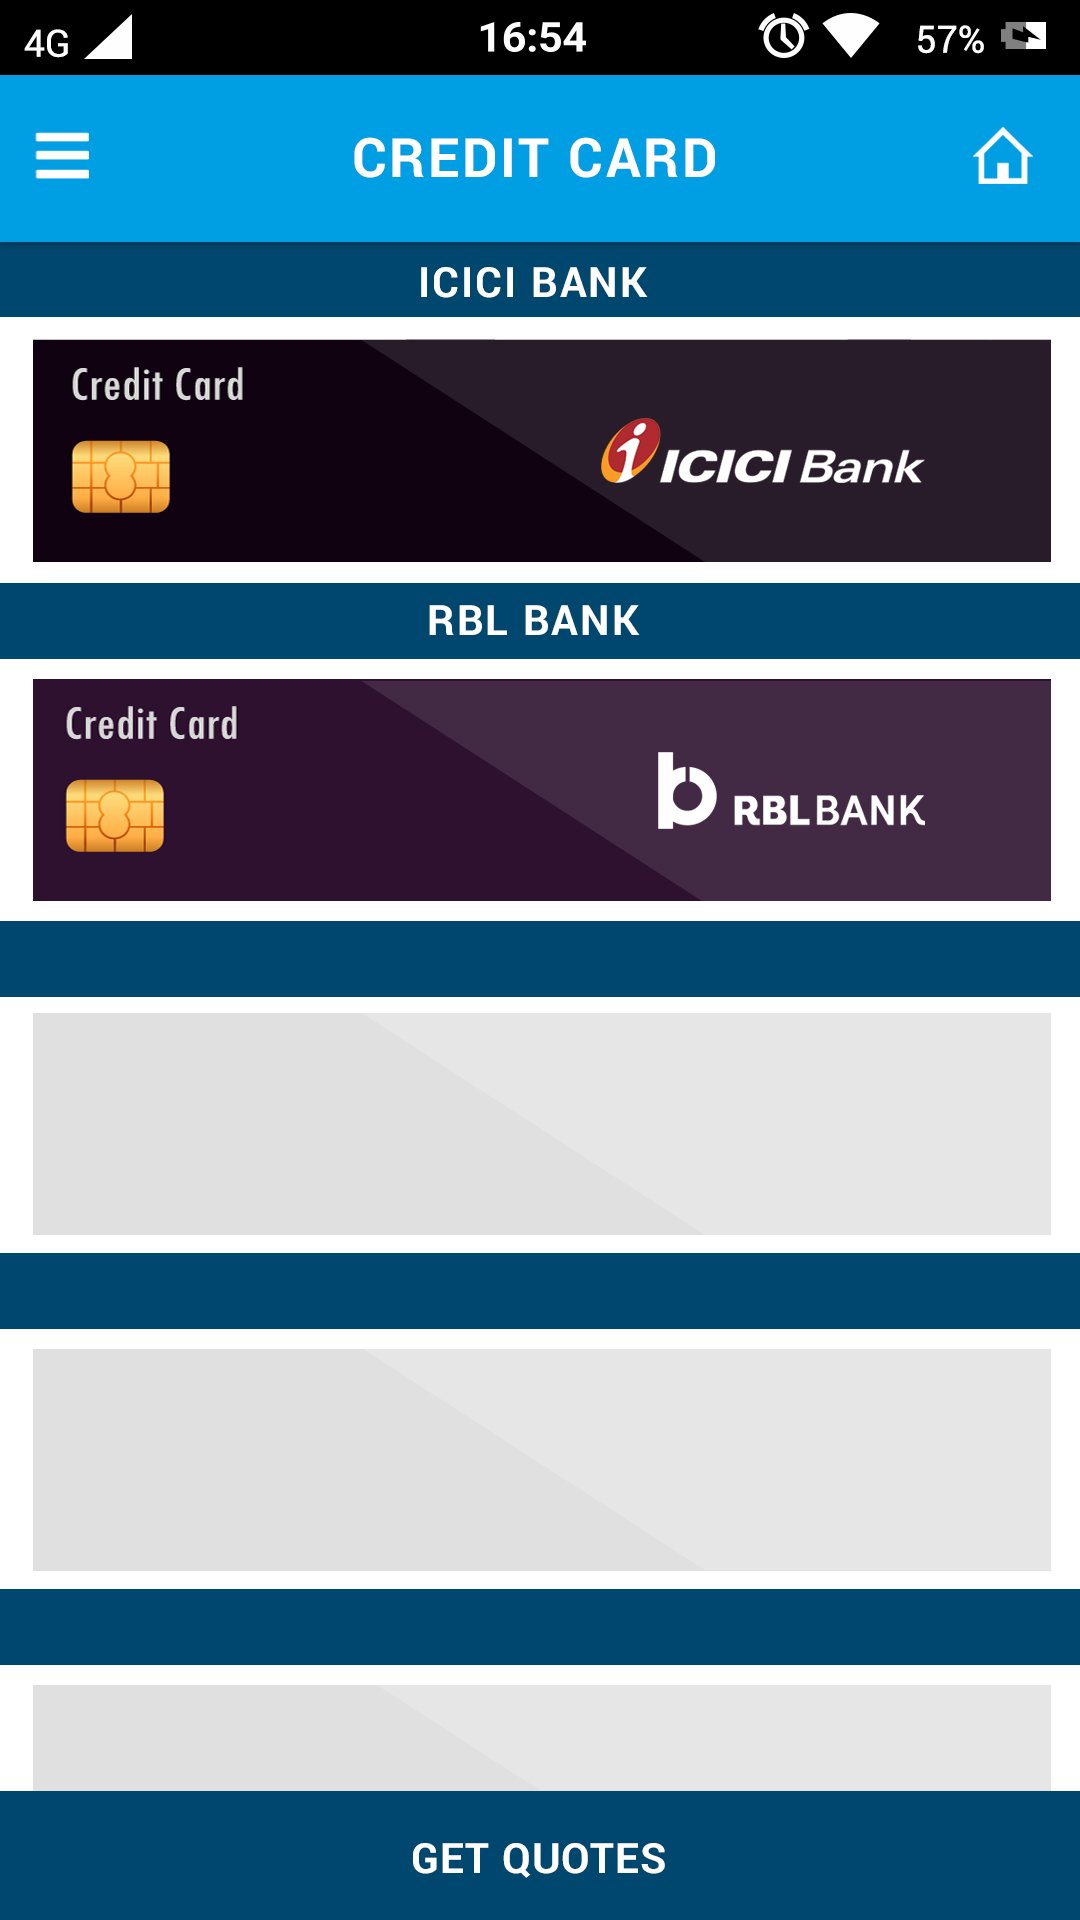 4G 16:54 57%
CREDIT CARD
ICICI BANK
Credit Card
i ICICI Bank
RBL BANK
Credit Card
b RBLBANK
GET QUOTES